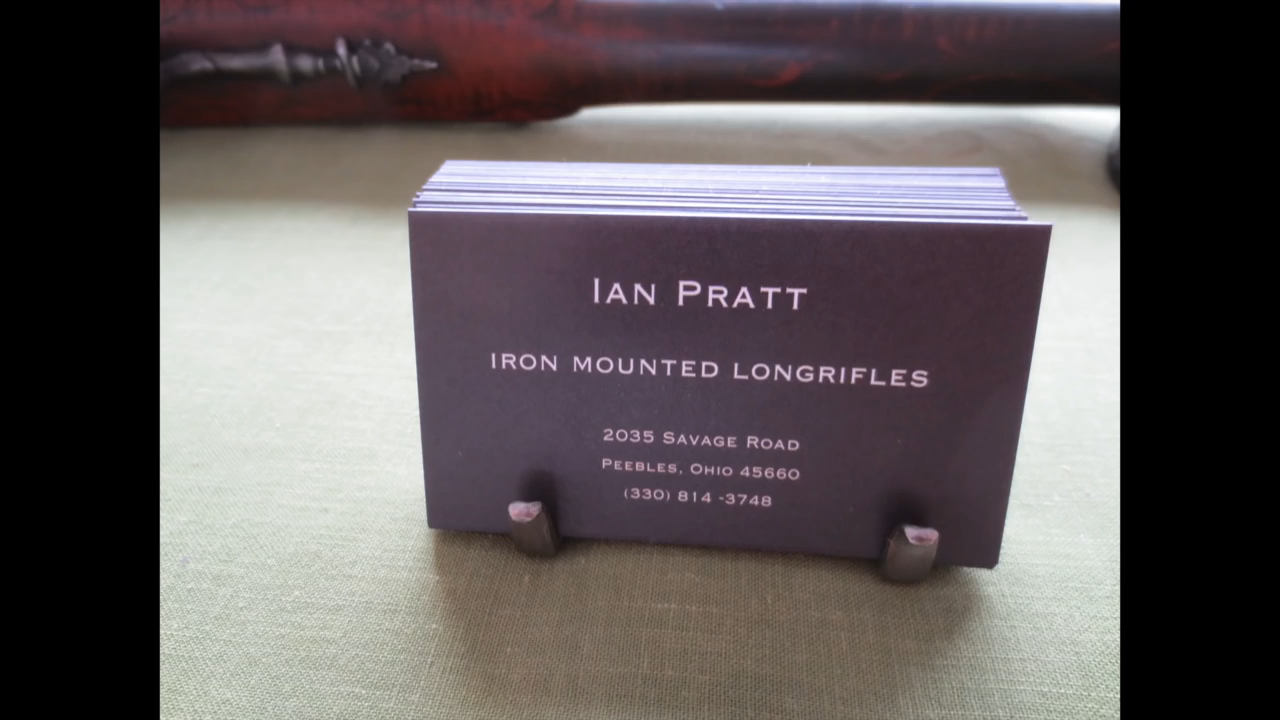 Ian Pratt
iron mounted longrifles
2035 Savage Road
Peebles, Ohio 45660
(330) 814 -3748